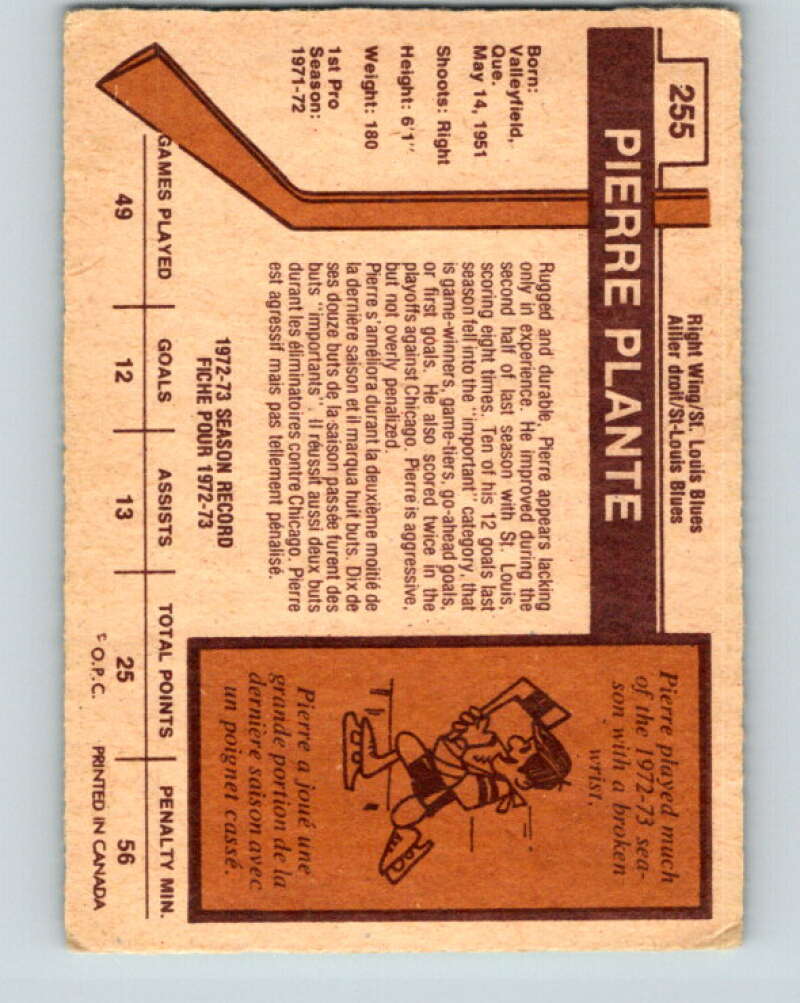 255
Right Wing/St. Louis Blues
Ailier droit/St-Louis Blues
PIERRE PLANTE
Born:
Valleyfield,
Que.
May 14, 1951
Shoots: Right
Height: 6'1"
Weight: 180
1st Pro
Season:
1971-72
Rugged and durable, Pierre appears lacking
only in experience. He improved during the
second half of last season with St. Louis,
scoring eight times. Ten of his 12 goals last
season fell into the "important" category, that
is game-winners, game-tiers, go-ahead goals,
or first goals. He also scored twice in the
playoffs against Chicago. Pierre is aggressive,
but not overly penalized.
Pierre s'améliora durant la deuxième moitié de
la dernière saison et il marqua huit buts. Dix de
ses douze buts de la saison passée furent des
buts "importants". Il réussit aussi deux buts
durant les éliminatoires contre Chicago. Pierre
est agressif mais pas tellement pénalisé.
Pierre played much
of the 1972-73 sea-
son with a broken
wrist.
Pierre a joué une
grande portion de la
dernière saison avec
un poignet cassé.
1972-73 SEASON RECORD
FICHE POUR 1972-73
GAMES PLAYED GOALS ASSISTS TOTAL POINTS PENALTY MIN.
49 12 13 25 56
© O.P.C. PRINTED IN CANADA